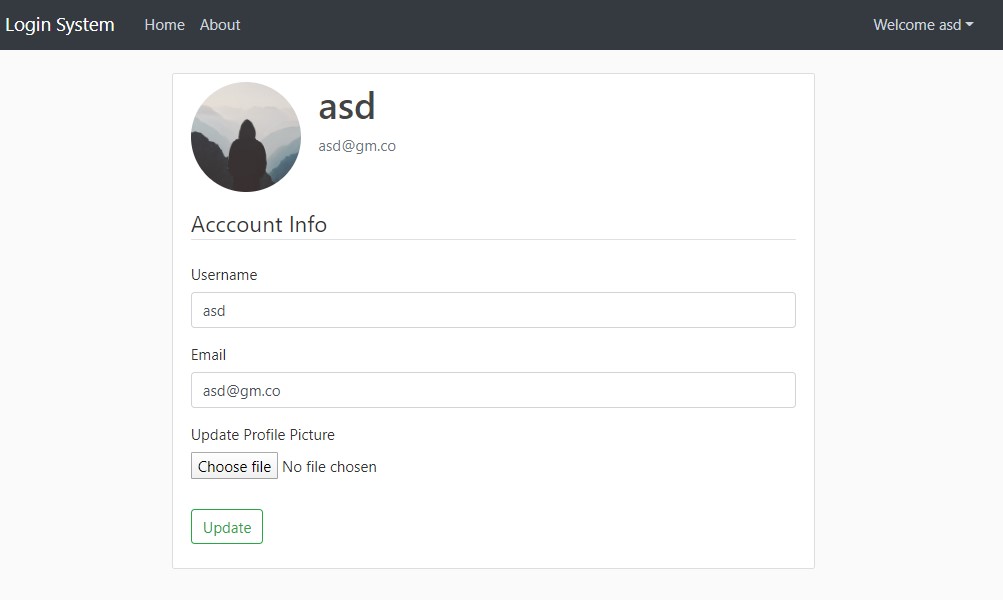 Login System Home About Welcome asd
asd
asd@gm.co
Acccount Info
Username
asd
Email
asd@gm.co
Update Profile Picture
Choose file No file chosen
Update